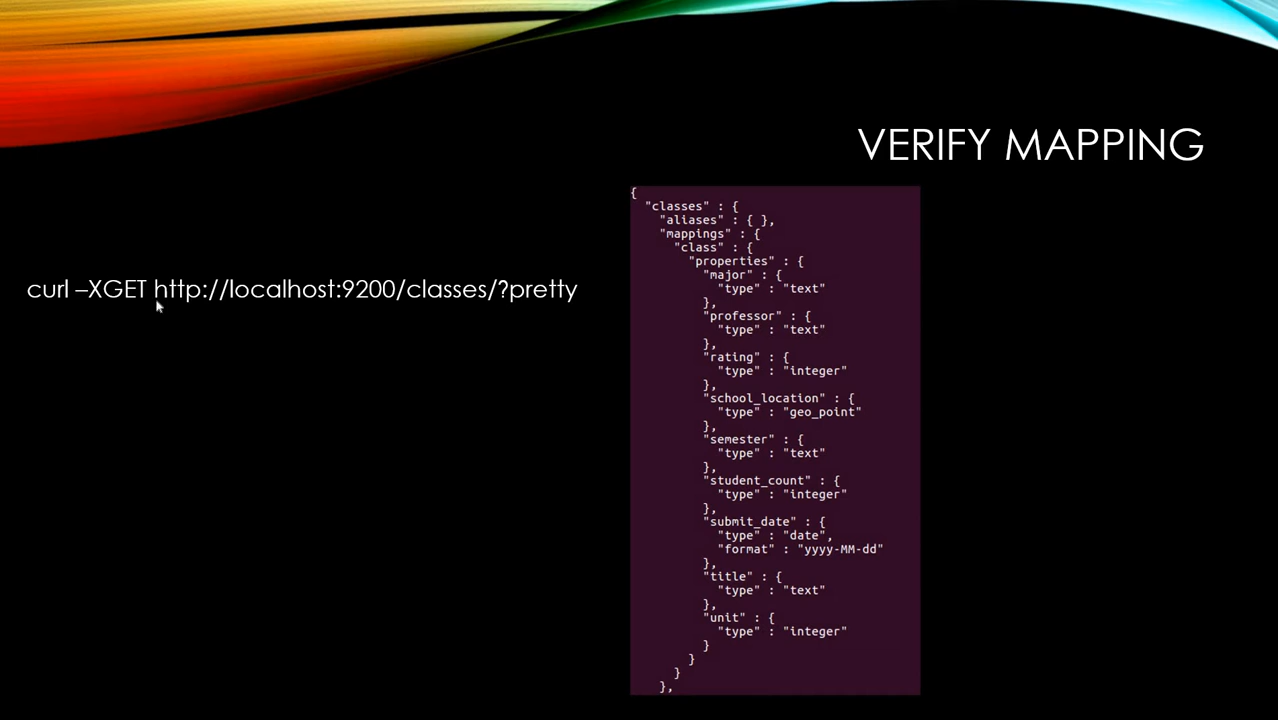 VERIFY MAPPING
curl –XGET http://localhost:9200/classes/?pretty
{
"classes" : {
"aliases" : { },
"mappings" : {
"class" : {
"properties" : {
"major" : {
"type" : "text"
},
"professor" : {
"type" : "text"
},
"rating" : {
"type" : "integer"
},
"school_location" : {
"type" : "geo_point"
},
"semester" : {
"type" : "text"
},
"student_count" : {
"type" : "integer"
},
"submit_date" : {
"type" : "date",
"format" : "yyyy-MM-dd"
},
"title" : {
"type" : "text"
},
"unit" : {
"type" : "integer"
}
}
}
},